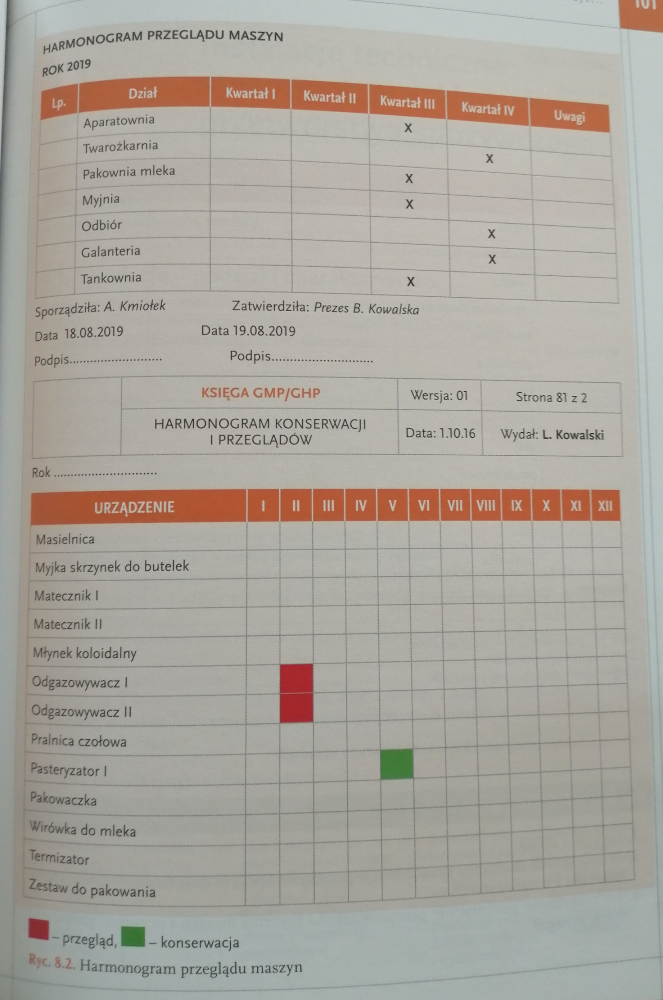 101
HARMONOGRAM PRZEGLĄDU MASZYN
ROK 2019
Lp. Dział Kwartał I Kwartał II Kwartał III Kwartał IV Uwagi
Aparatownia X
Twarożkarnia X
Pakownia mleka X
Myjnia X
Odbiór X
Galanteria X
Tankownia X
Sporządziła: A. Kmiołek Zatwierdziła: Prezes B. Kowalska
Data 18.08.2019 Data 19.08.2019
Podpis........................... Podpis............................
KSIĘGA GMP/GHP Wersja: 01 Strona 81 z 2
HARMONOGRAM KONSERWACJI
I PRZEGLĄDÓW Data: 1.10.16 Wydał: L. Kowalski
Rok ...............................
URZĄDZENIE I II III IV V VI VII VIII IX X XI XII
Masielnica
Myjka skrzynek do butelek
Matecznik I
Matecznik II
Młynek koloidalny
Odgazowywacz I
Odgazowywacz II
Pralnica czołowa
Pasteryzator I
Pakowaczka
Wirówka do mleka
Termizator
Zestaw do pakowania
– przegląd, – konserwacja
Ryc. 8.2. Harmonogram przeglądu maszyn